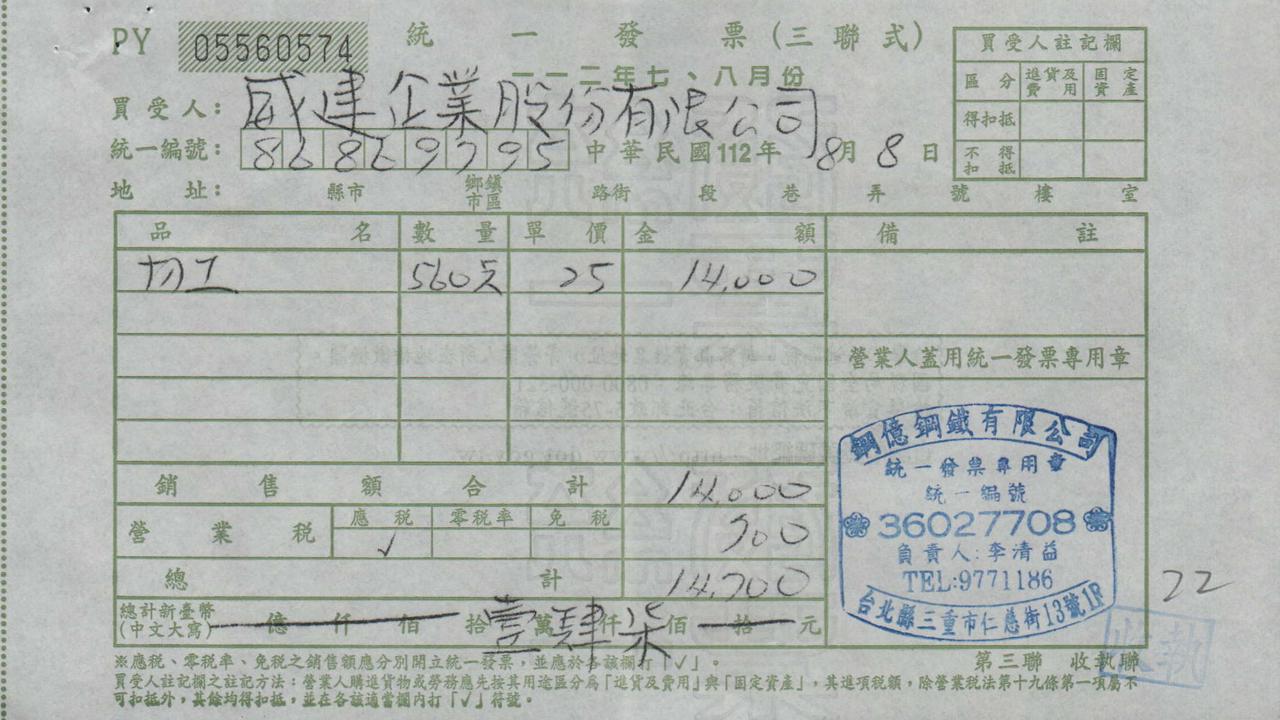 PY 05560574 統一發票(三聯式)
一一二年七、八月份
買受人註記欄
區分 進貨及費用 固定資產
得扣抵
不得扣抵
買受人: 威建企業股份有限公司
統一編號: 86869795 中華民國112年8月8日
地址: 縣市 鄉鎮市區 路街 段 巷 弄 號 樓 室
品名 數量 單價 金額 備註
切工 560支 25 14,000
營業人蓋用統一發票專用章
銷售額合計 14,000
營業稅 應稅 零稅率 免稅 700
√
總計 14,700
總計新臺幣(中文大寫) 億仟佰拾壹萬肆仟柒佰拾元
鋼億鋼鐵有限公司
統一發票專用章
統一編號
36027708
負責人:李清益
TEL:9771186
台北縣三重市仁慈街13號1F
22
※應稅、零稅率、免稅之銷售額應分別開立統一發票,並應於各該欄打「√」。
第三聯 收執聯
收執
買受人註記欄之註記方法:營業人購進貨物或勞務應先按其用途區分為「進貨及費用」與「固定資產」,其進項稅額,除營業稅法第十九條第一項屬不
可扣抵外,其餘均得扣抵,並在各該適當欄內打「√」符號。